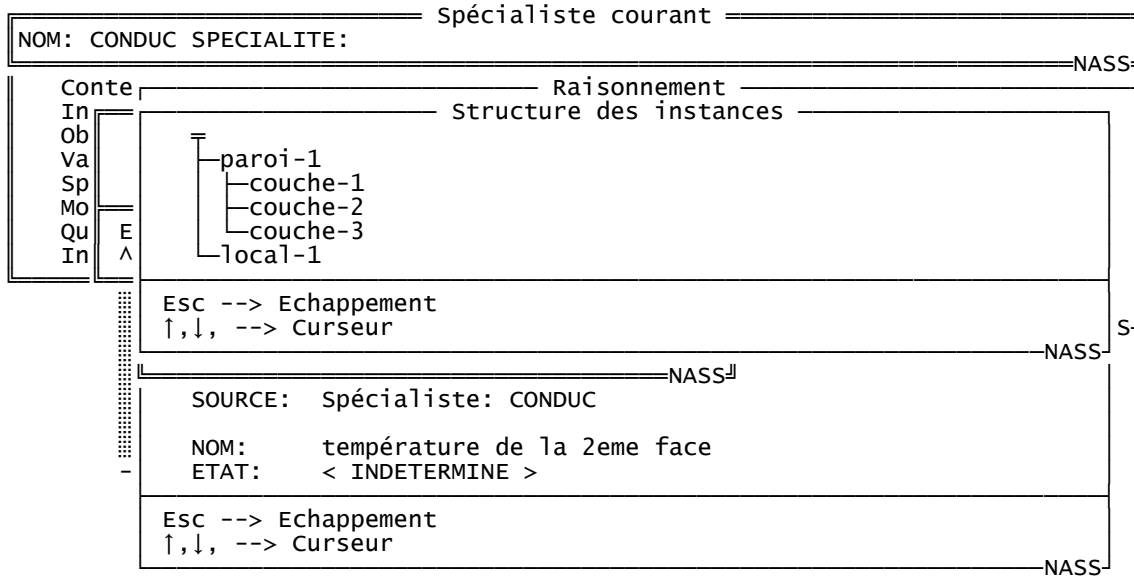 Spécialiste courant
NOM: CONDUC SPECIALITE:
NASS
Conte
Raisonnement
In
Structure des instances
Ob
Va
paroi-1
Sp
couche-1
Mo
couche-2
Qu E
couche-3
In ^
local-1
Esc --> Echappement
↑,↓, --> Curseur
S-
NASS
NASS
SOURCE: Spécialiste: CONDUC
NOM: température de la 2eme face
- ETAT: < INDETERMINE >
Esc --> Echappement
↑,↓, --> Curseur
NASS